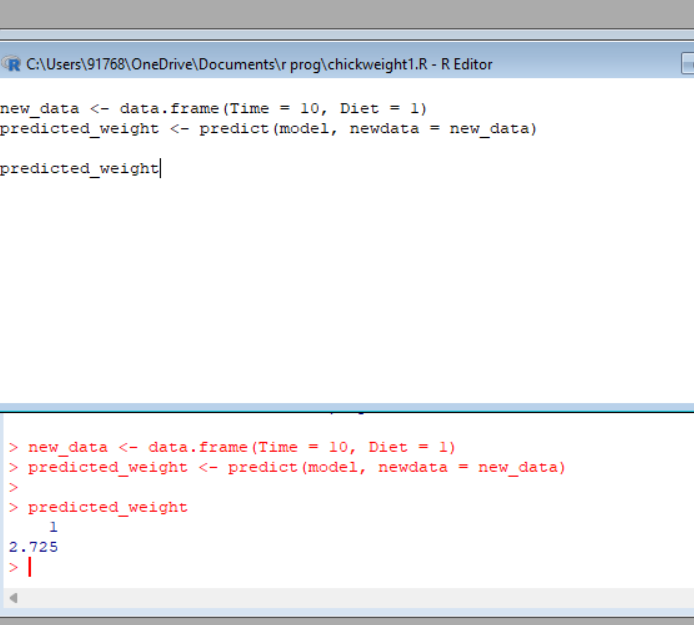 R C:\Users\91768\OneDrive\Documents\r prog\chickweight1.R - R Editor
new_data <- data.frame(Time = 10, Diet = 1)
predicted_weight <- predict(model, newdata = new_data)
predicted_weight
> new_data <- data.frame(Time = 10, Diet = 1)
> predicted_weight <- predict(model, newdata = new_data)
>
> predicted_weight
1
2.725
>